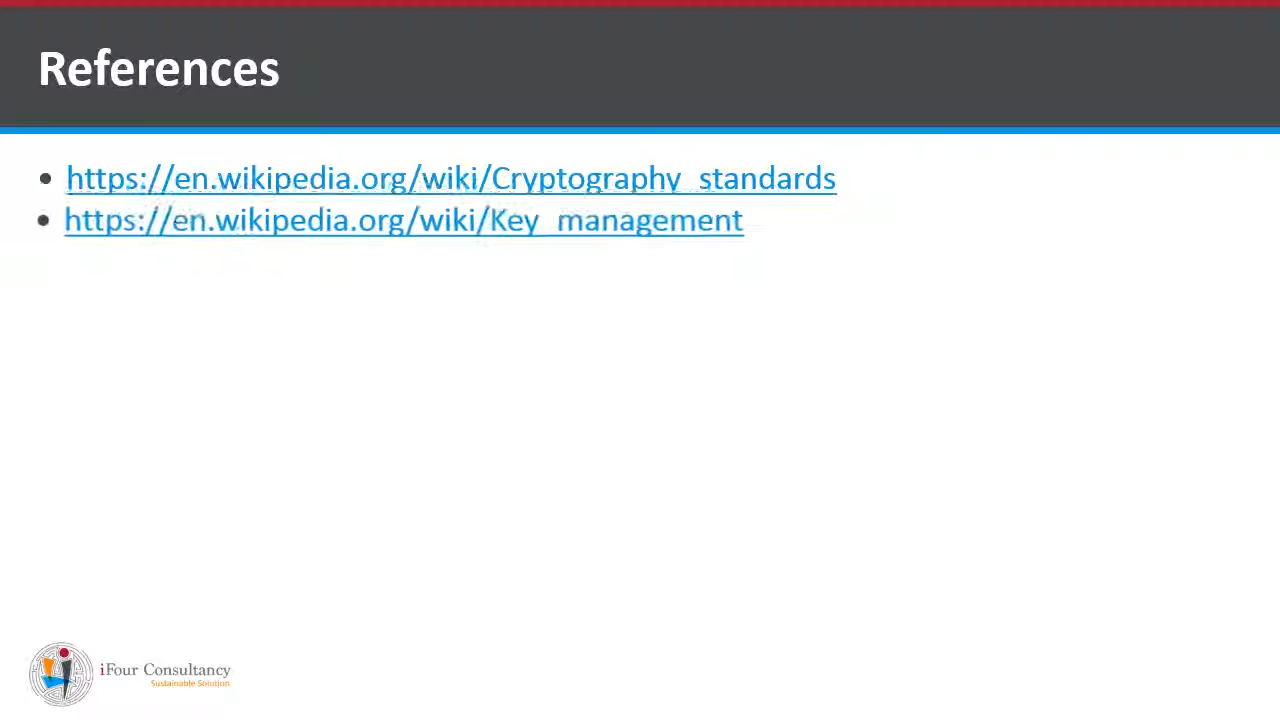 References
• https://en.wikipedia.org/wiki/Cryptography_standards
• https://en.wikipedia.org/wiki/Key_management
iFour Consultancy
Sustainable Solution